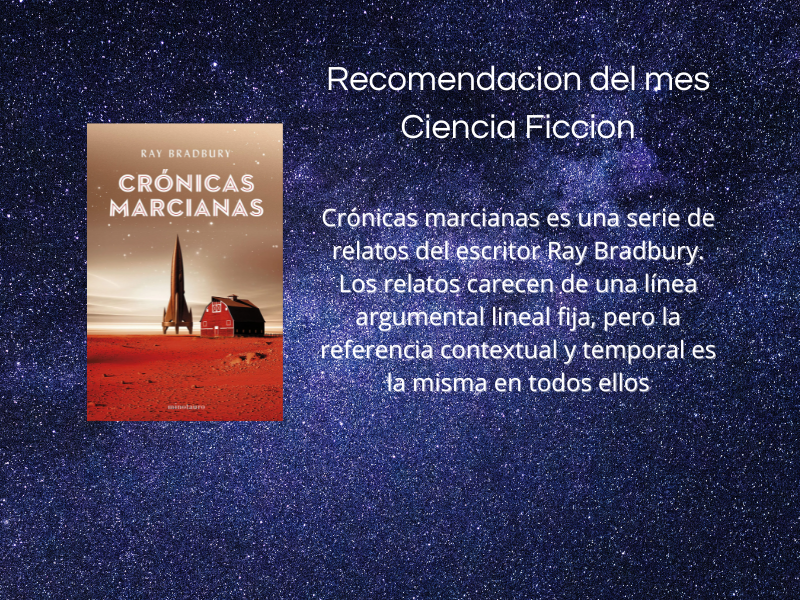 Recomendacion del mes
Ciencia Ficcion
RAY BRADBURY
CRÓNICAS
MARCIANAS
minotauro
Crónicas marcianas es una serie de
relatos del escritor Ray Bradbury.
Los relatos carecen de una línea
argumental lineal fija, pero la
referencia contextual y temporal es
la misma en todos ellos